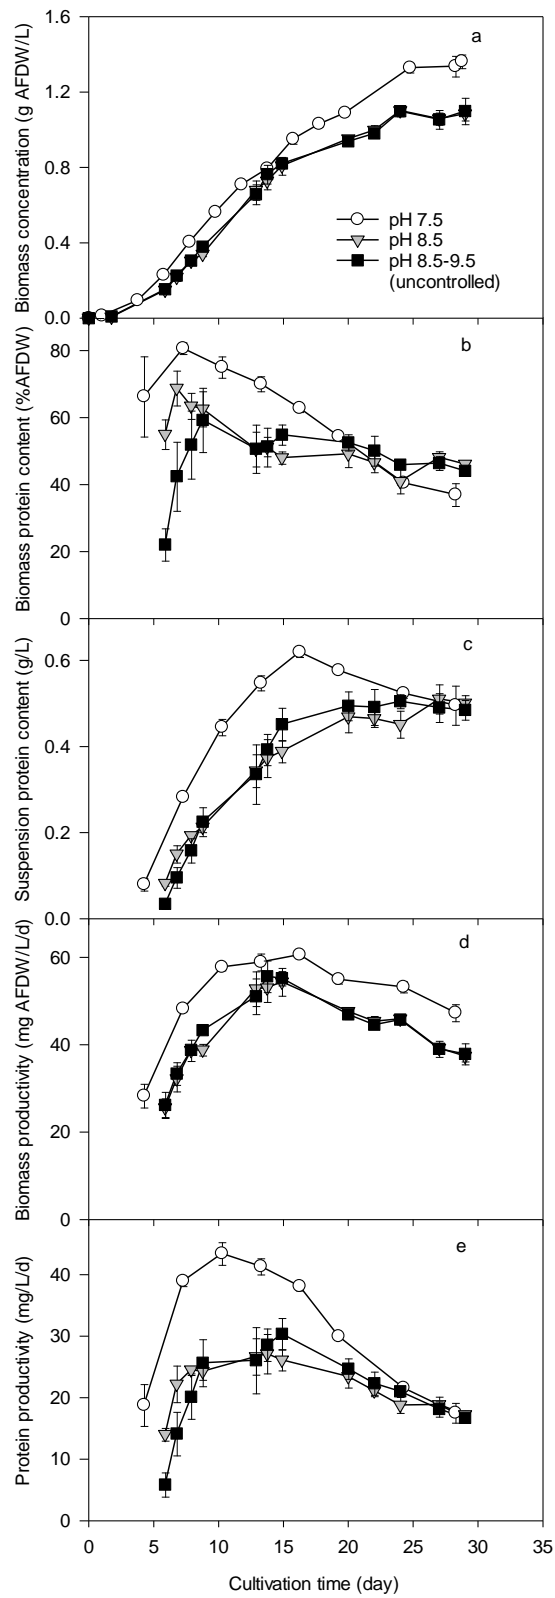 1.6
a
1.2
0.8
0.4
0.0
Biomass concentration (g AFDW/L)
pH 7.5
pH 8.5
pH 8.5-9.5
(uncontrolled)
b
80
60
40
20
0
Biomass protein content (%AFDW)
c
0.6
0.4
0.2
0.0
Suspension protein content (g/L)
d
60
40
20
0
Biomass productivity (mg AFDW/L/d)
e
40
30
20
10
0
Protein productivity (mg/L/d)
0 5 10 15 20 25 30 35
Cultivation time (day)